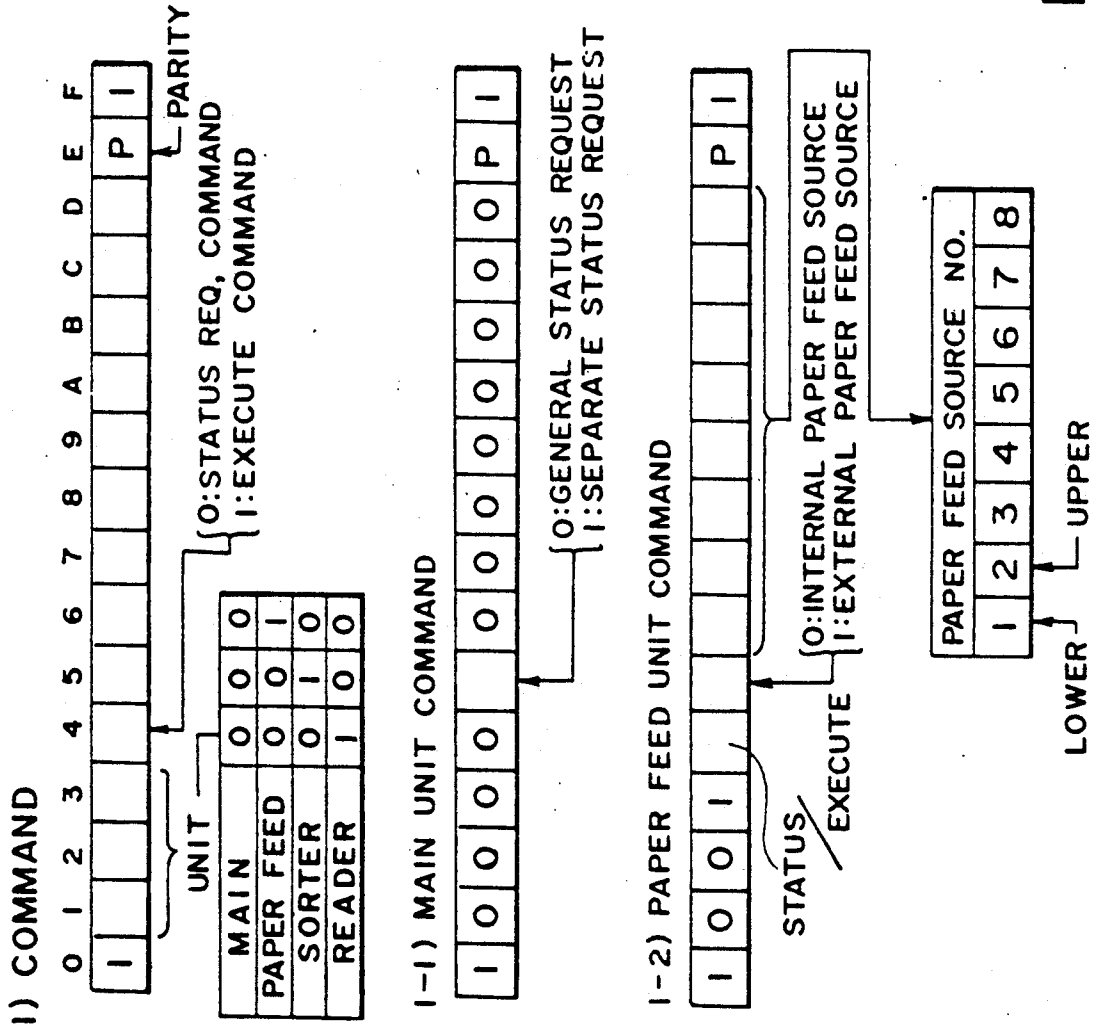 1) COMMAND
0 1 2 3 4 5 6 7 8 9 A B C D E F
1 P 1
PARITY
0:STATUS REQ, COMMAND
1:EXECUTE COMMAND
UNIT
MAIN 0 0 0
PAPER FEED 0 0 1
SORTER 0 1 0
READER 1 0 0
1-1) MAIN UNIT COMMAND
1 0 0 0 0 0 0 0 0 0 0 0 0 P 1
0:GENERAL STATUS REQUEST
1:SEPARATE STATUS REQUEST
1-2) PAPER FEED UNIT COMMAND
1 0 0 1 P 1
STATUS/
EXECUTE
0:INTERNAL PAPER FEED SOURCE
1:EXTERNAL PAPER FEED SOURCE
PAPER FEED SOURCE NO.
1 2 3 4 5 6 7 8
LOWER
UPPER